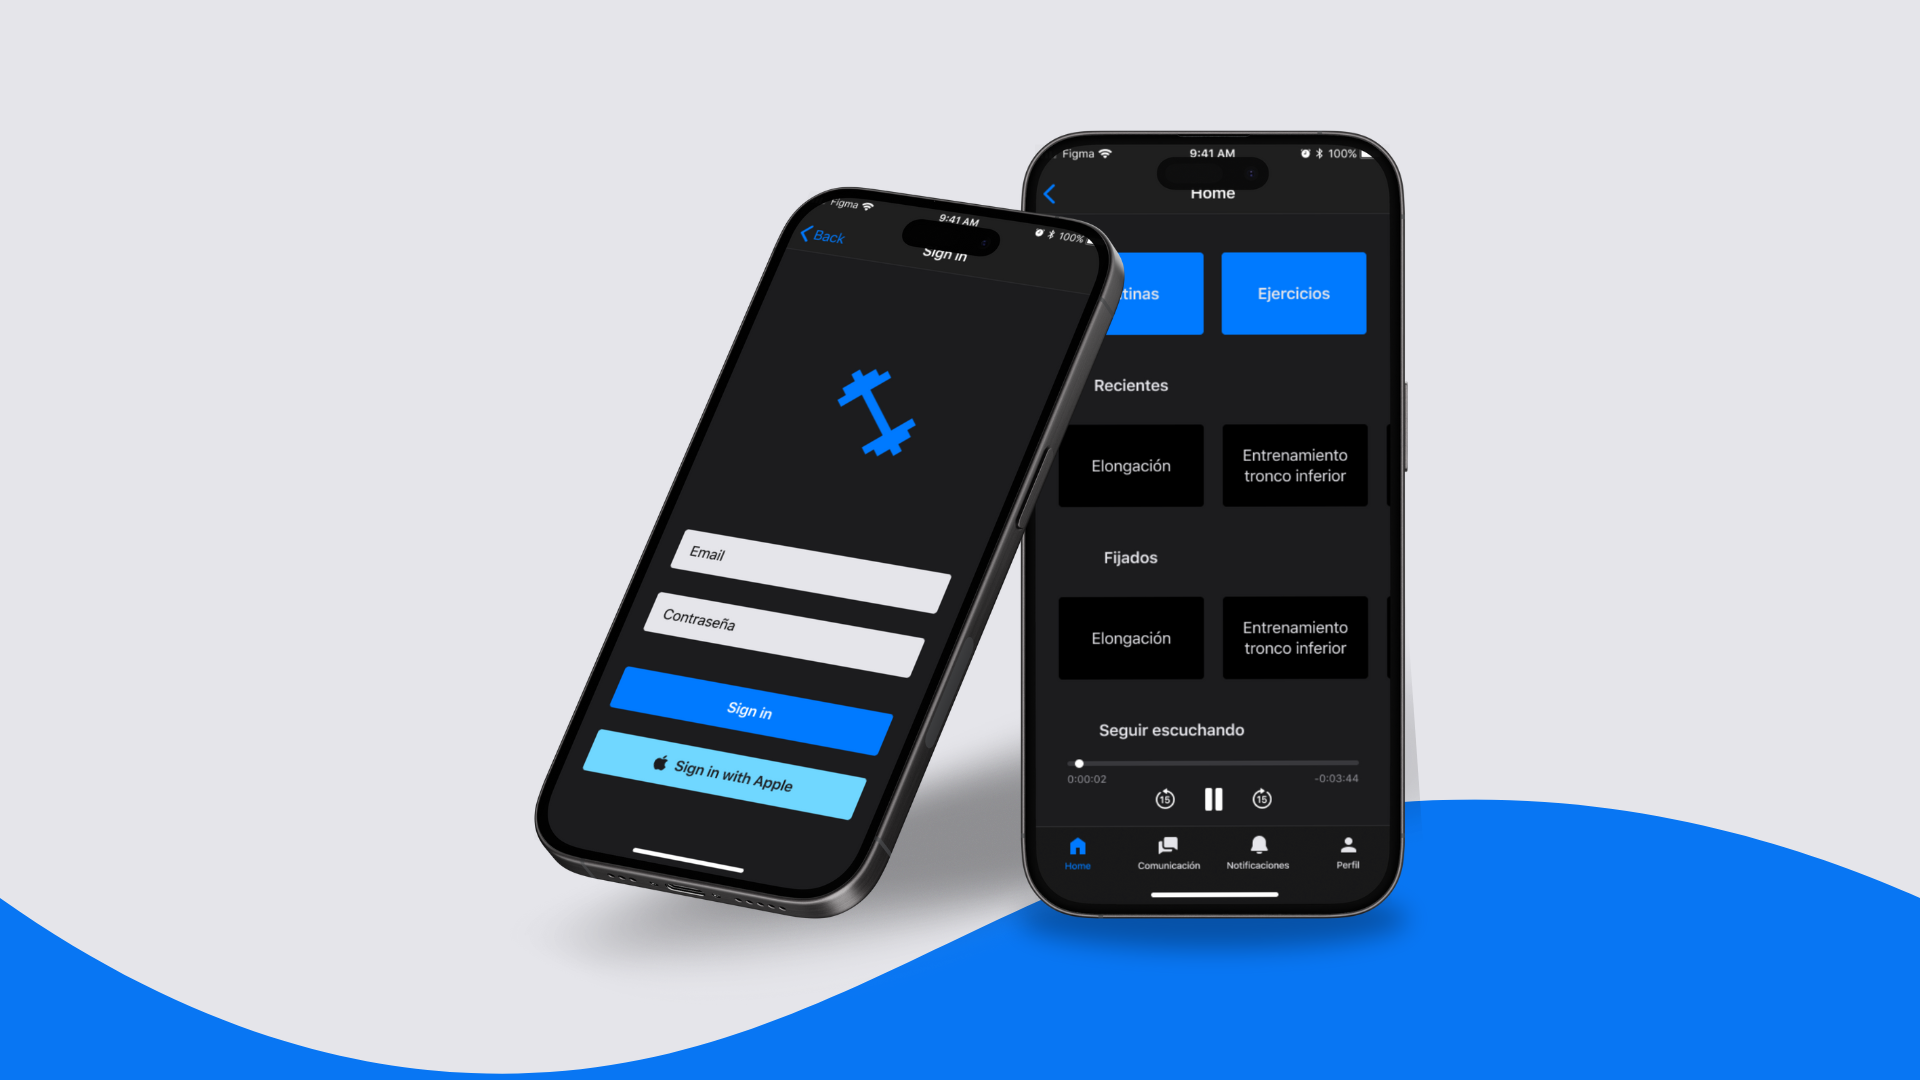 Figma
9:41 AM
100%
Back
Sign in
Email
Contraseña
Sign in
Sign in with Apple
Figma
9:41 AM
100%
Home
tinas
Ejercicios
Recientes
Elongación
Entrenamiento
tronco inferior
Fijados
Elongación
Entrenamiento
tronco inferior
Seguir escuchando
0:00:02
-0:03:44
15
15
Home
Comunicación
Notificaciones
Perfil